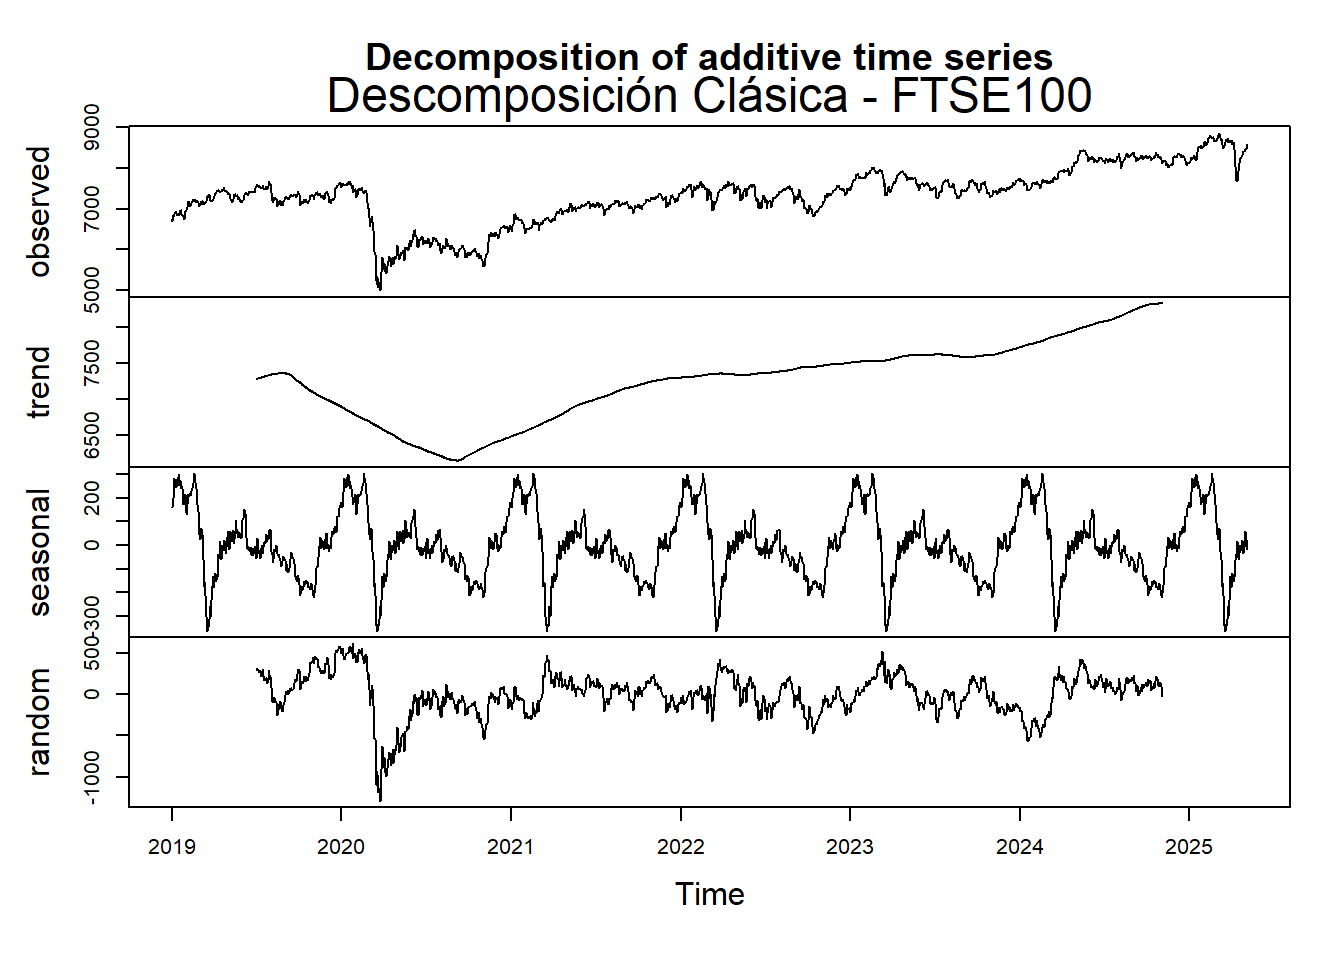 Decomposition of additive time series
Descomposición Clásica - FTSE100
observed
5000
7000
9000
trend
6500
7500
seasonal
-300
0
200
random
-1000
0
500
2019 2020 2021 2022 2023 2024 2025
Time